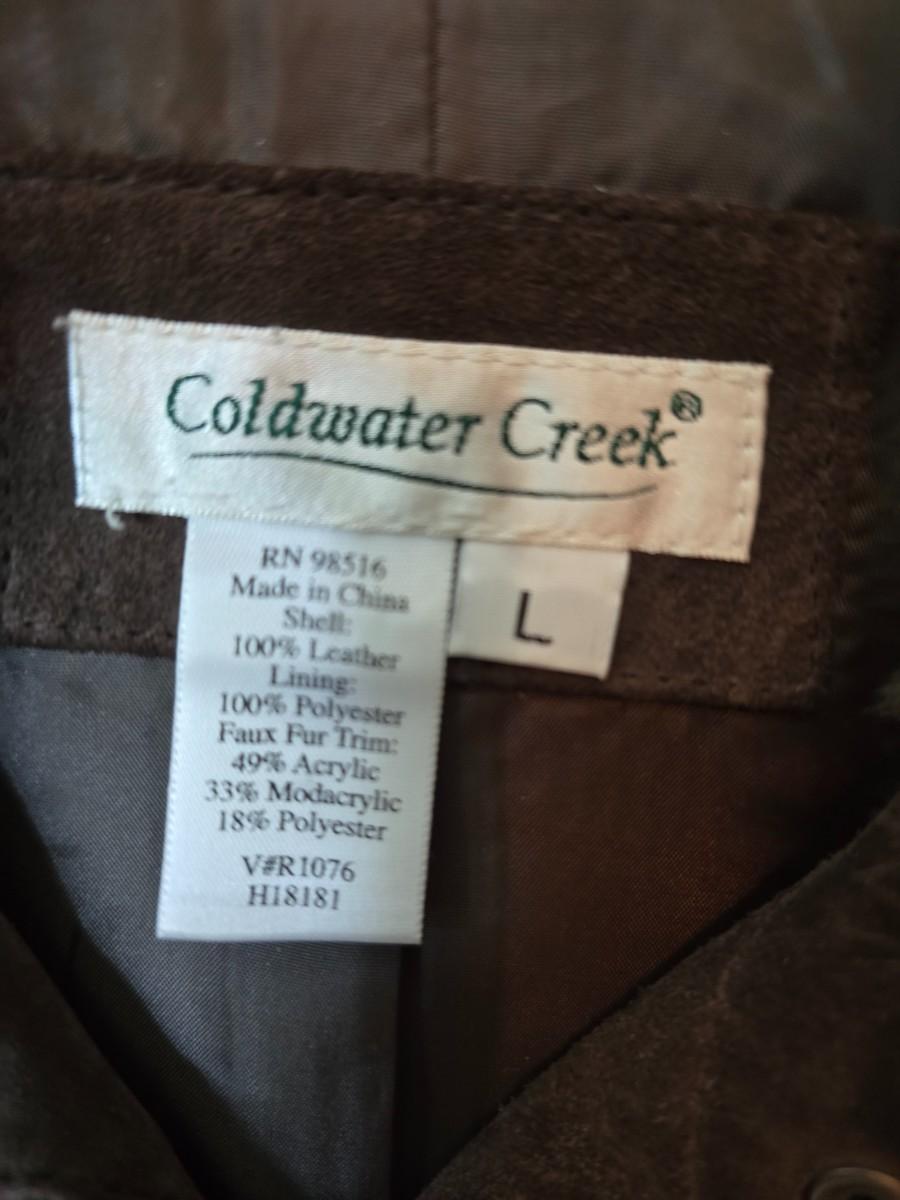 Coldwater Creek®
RN 98516
Made in China
Shell:
100% Leather
Lining:
100% Polyester
Faux Fur Trim:
49% Acrylic
33% Modacrylic
18% Polyester
V#R1076
H18181
L